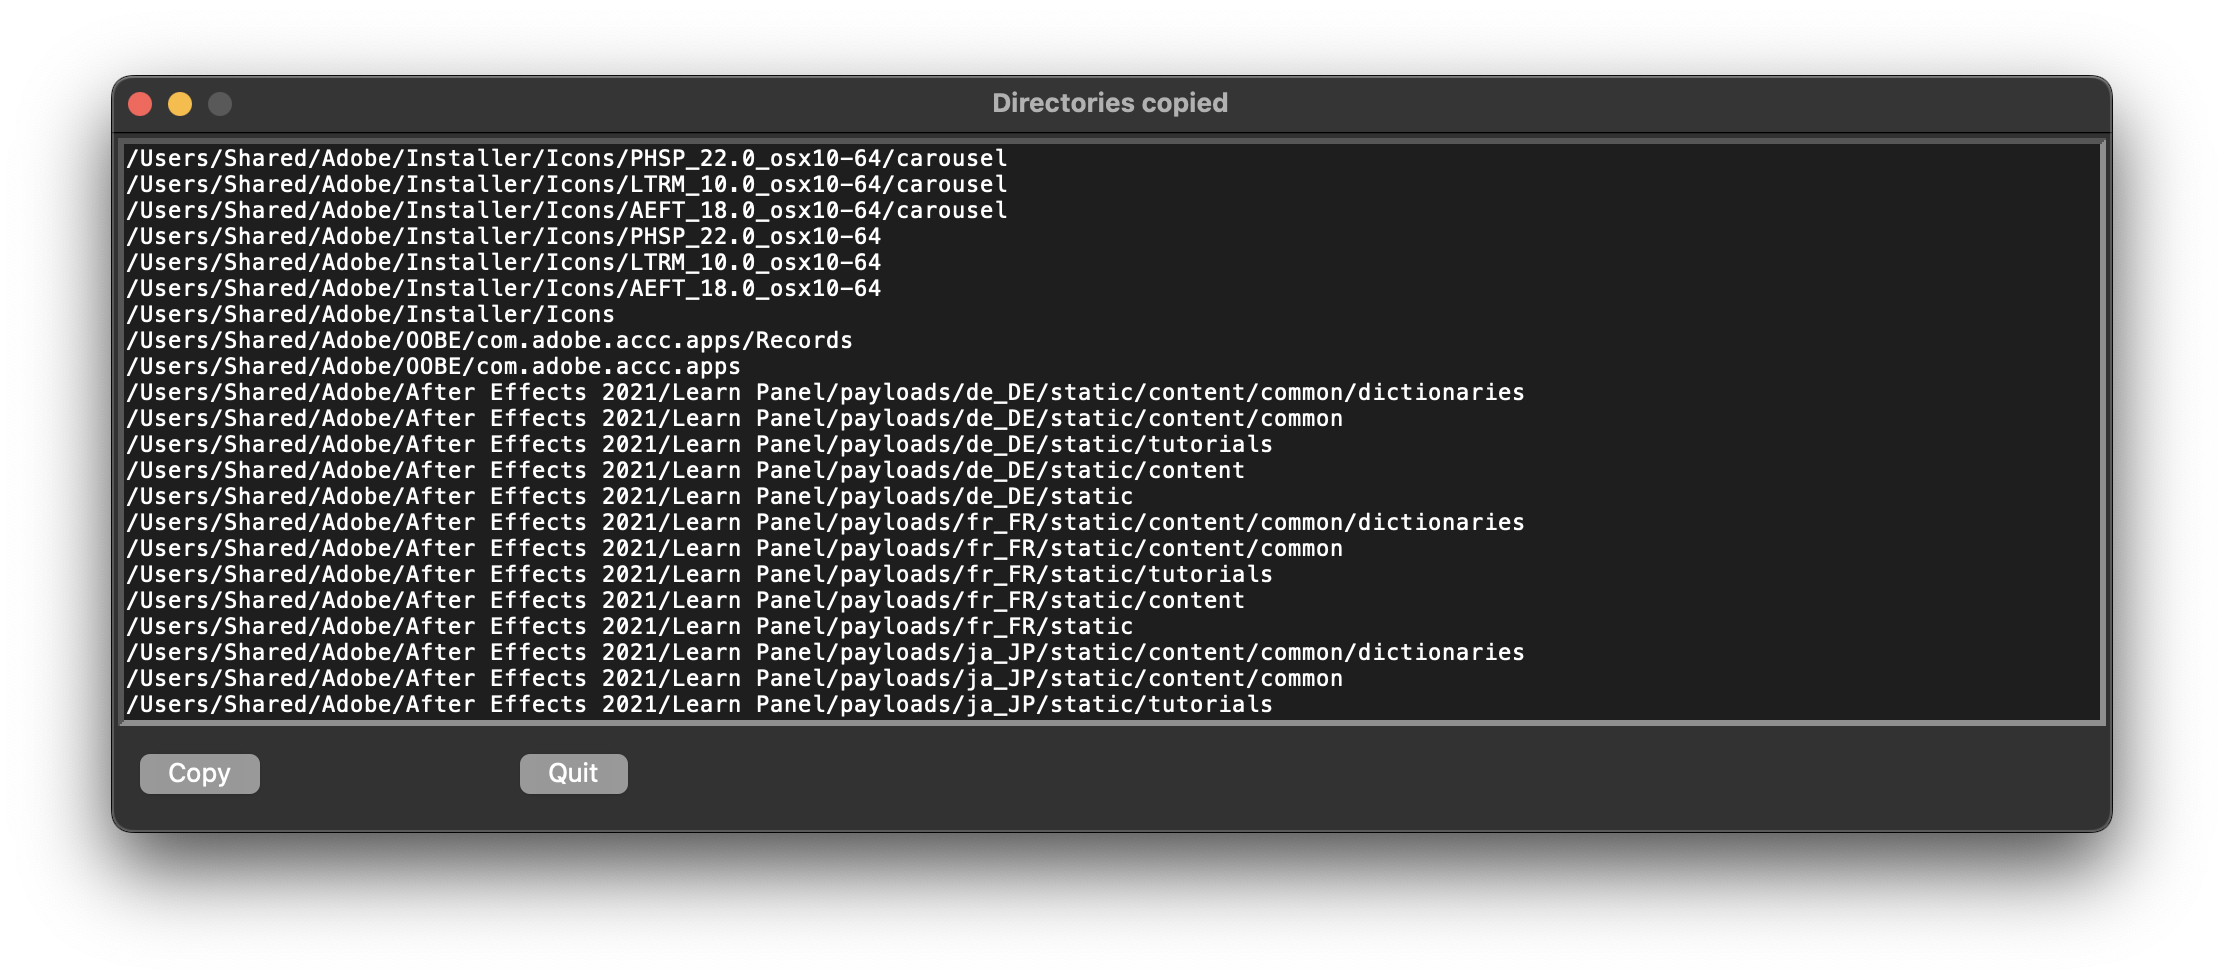 Directories copied
/Users/Shared/Adobe/Installer/Icons/PHSP_22.0_osx10-64/carousel
/Users/Shared/Adobe/Installer/Icons/LTRM_10.0_osx10-64/carousel
/Users/Shared/Adobe/Installer/Icons/AEFT_18.0_osx10-64/carousel
/Users/Shared/Adobe/Installer/Icons/PHSP_22.0_osx10-64
/Users/Shared/Adobe/Installer/Icons/LTRM_10.0_osx10-64
/Users/Shared/Adobe/Installer/Icons/AEFT_18.0_osx10-64
/Users/Shared/Adobe/Installer/Icons
/Users/Shared/Adobe/OOBE/com.adobe.accc.apps/Records
/Users/Shared/Adobe/OOBE/com.adobe.accc.apps
/Users/Shared/Adobe/After Effects 2021/Learn Panel/payloads/de_DE/static/content/common/dictionaries
/Users/Shared/Adobe/After Effects 2021/Learn Panel/payloads/de_DE/static/content/common
/Users/Shared/Adobe/After Effects 2021/Learn Panel/payloads/de_DE/static/tutorials
/Users/Shared/Adobe/After Effects 2021/Learn Panel/payloads/de_DE/static/content
/Users/Shared/Adobe/After Effects 2021/Learn Panel/payloads/de_DE/static
/Users/Shared/Adobe/After Effects 2021/Learn Panel/payloads/fr_FR/static/content/common/dictionaries
/Users/Shared/Adobe/After Effects 2021/Learn Panel/payloads/fr_FR/static/content/common
/Users/Shared/Adobe/After Effects 2021/Learn Panel/payloads/fr_FR/static/tutorials
/Users/Shared/Adobe/After Effects 2021/Learn Panel/payloads/fr_FR/static/content
/Users/Shared/Adobe/After Effects 2021/Learn Panel/payloads/fr_FR/static
/Users/Shared/Adobe/After Effects 2021/Learn Panel/payloads/ja_JP/static/content/common/dictionaries
/Users/Shared/Adobe/After Effects 2021/Learn Panel/payloads/ja_JP/static/content/common
/Users/Shared/Adobe/After Effects 2021/Learn Panel/payloads/ja_JP/static/tutorials
Copy Quit